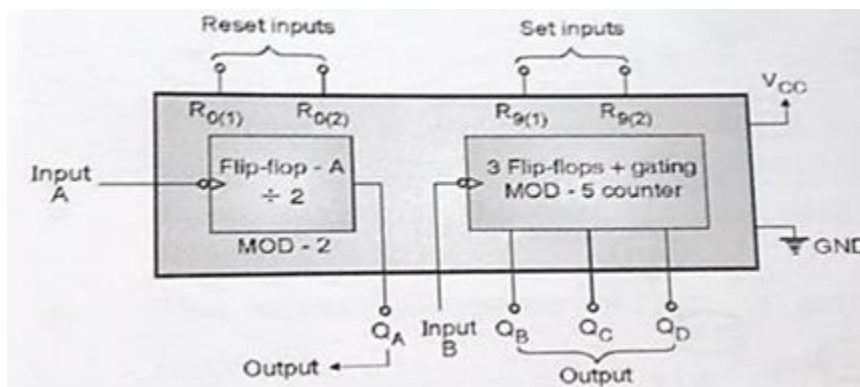 Reset inputs Set inputs
VCC
R0(1) R0(2) R9(1) R9(2)
Input A
Flip-flop - A
÷ 2
MOD - 2
3 Flip-flops + gating
MOD - 5 counter
GND
QA Input B QB QC QD
Output Output